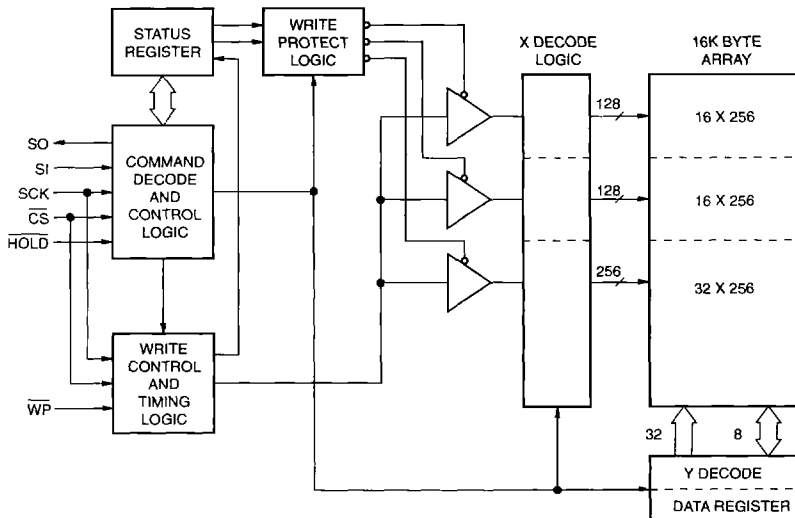 STATUS
REGISTER
WRITE
PROTECT
LOGIC
X DECODE
LOGIC
16K BYTE
ARRAY
SO
SI
SCK
CS
HOLD
COMMAND
DECODE
AND
CONTROL
LOGIC
128
16 X 256
128
16 X 256
256
32 X 256
WP
WRITE
CONTROL
AND
TIMING
LOGIC
32
8
Y DECODE
DATA REGISTER